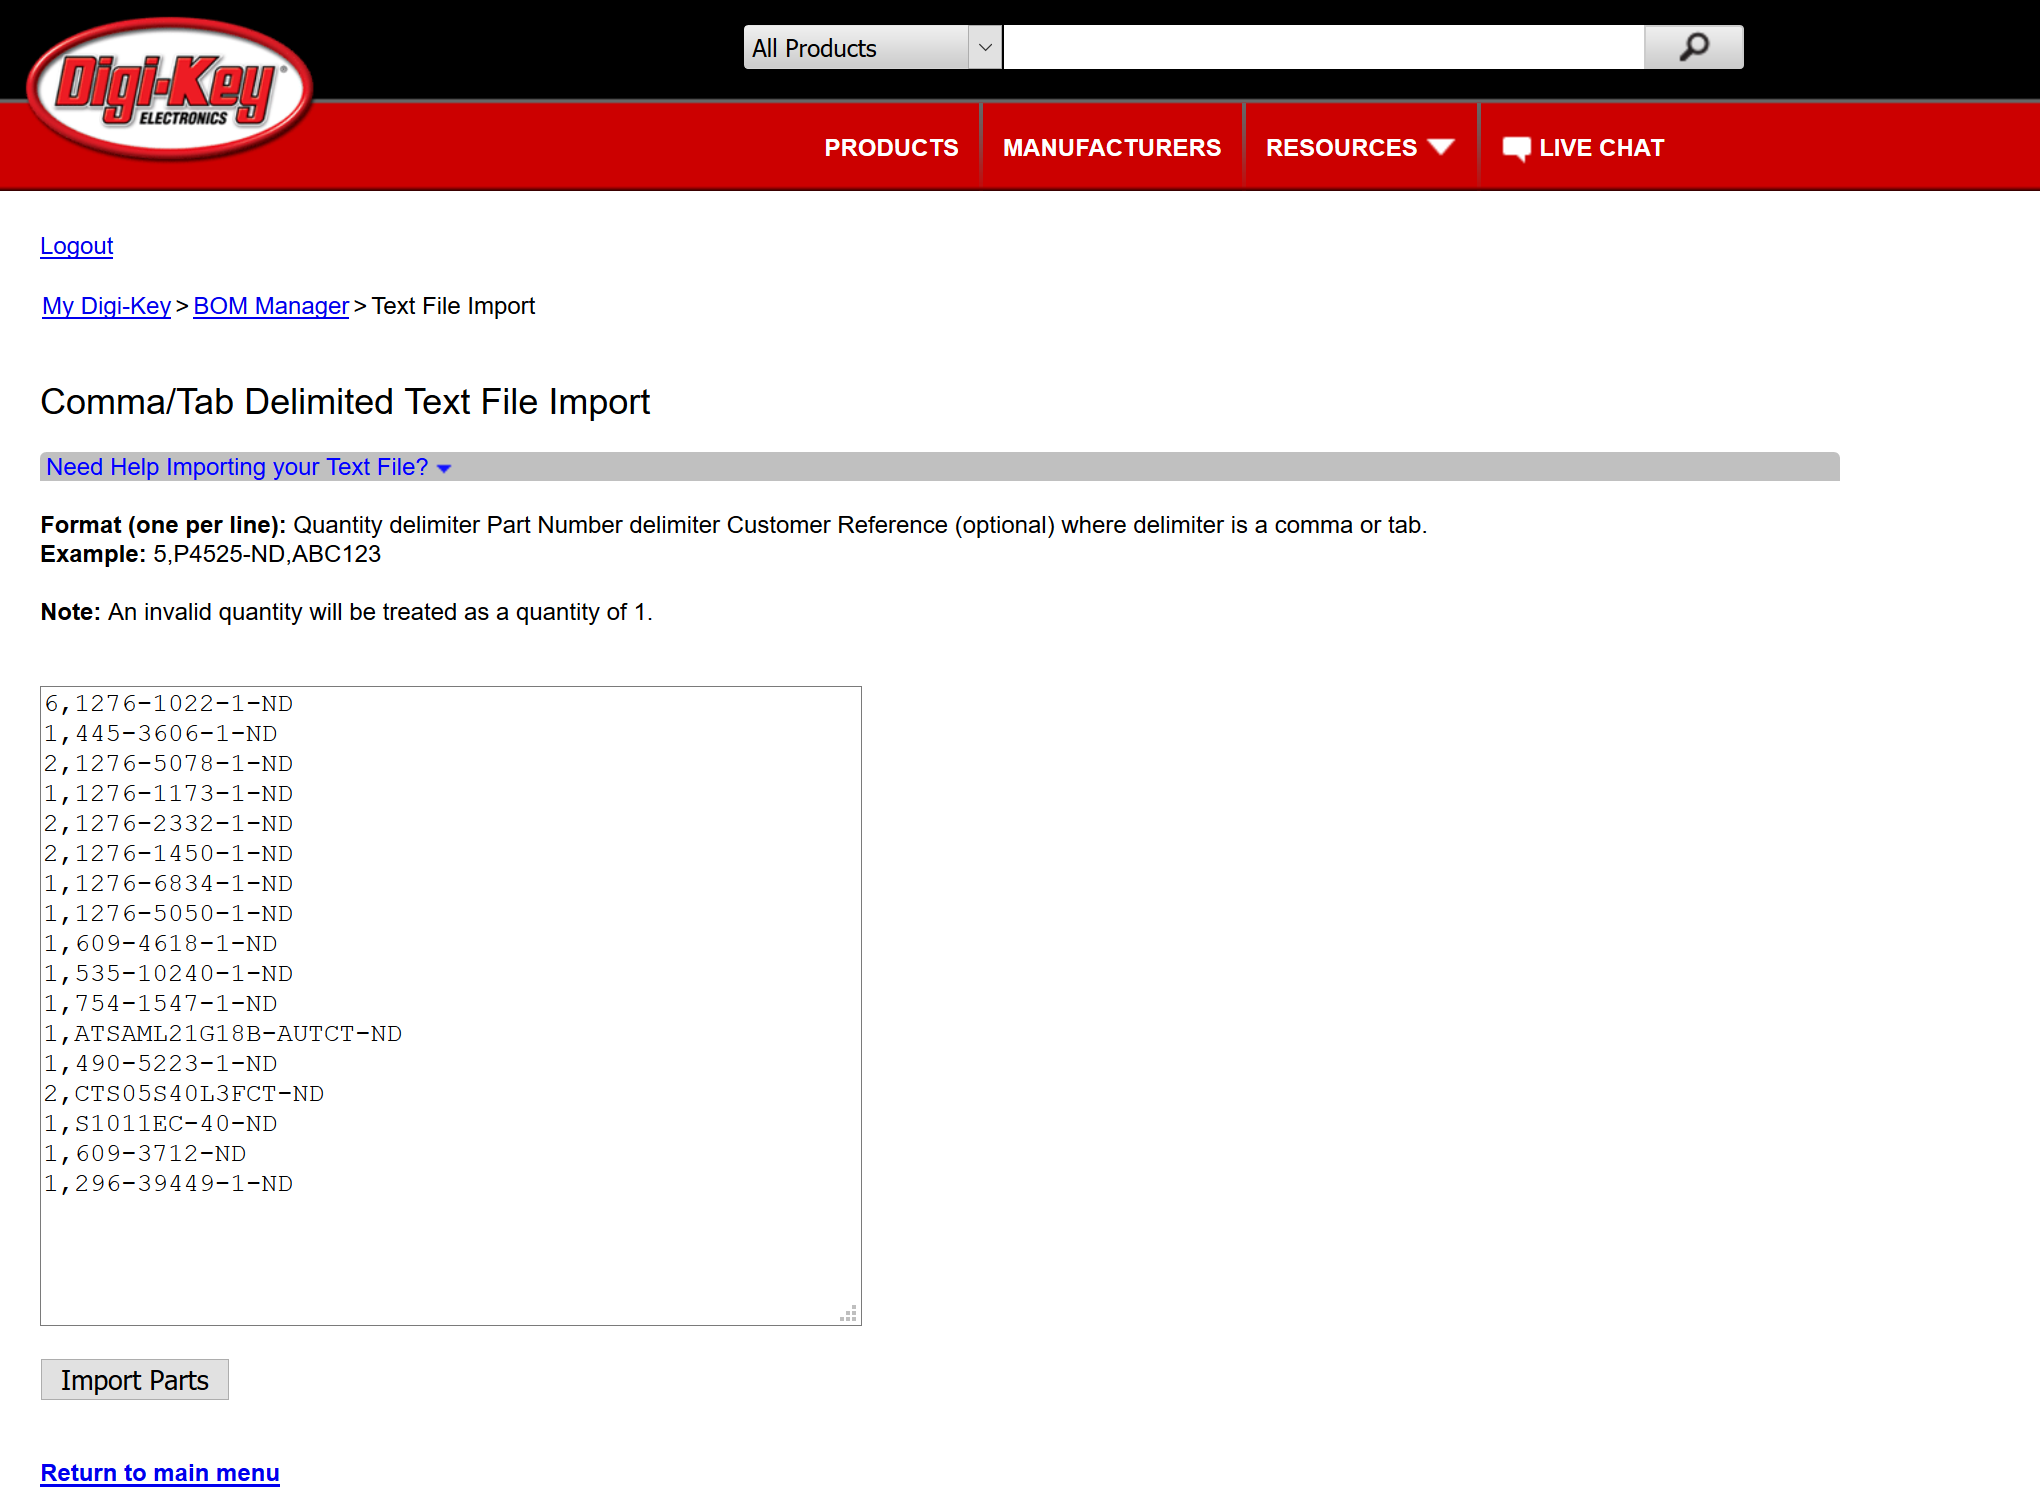 Digi-Key®
ELECTRONICS
All Products
PRODUCTS
MANUFACTURERS
RESOURCES
LIVE CHAT
Logout
My Digi-Key > BOM Manager > Text File Import
Comma/Tab Delimited Text File Import
Need Help Importing your Text File?
Format (one per line): Quantity delimiter Part Number delimiter Customer Reference (optional) where delimiter is a comma or tab.
Example: 5,P4525-ND,ABC123
Note: An invalid quantity will be treated as a quantity of 1.
6,1276-1022-1-ND
1,445-3606-1-ND
2,1276-5078-1-ND
1,1276-1173-1-ND
2,1276-2332-1-ND
2,1276-1450-1-ND
1,1276-6834-1-ND
1,1276-5050-1-ND
1,609-4618-1-ND
1,535-10240-1-ND
1,754-1547-1-ND
1,ATSAML21G18B-AUTCT-ND
1,490-5223-1-ND
2,CTS05S40L3FCT-ND
1,S1011EC-40-ND
1,609-3712-ND
1,296-39449-1-ND
Import Parts
Return to main menu